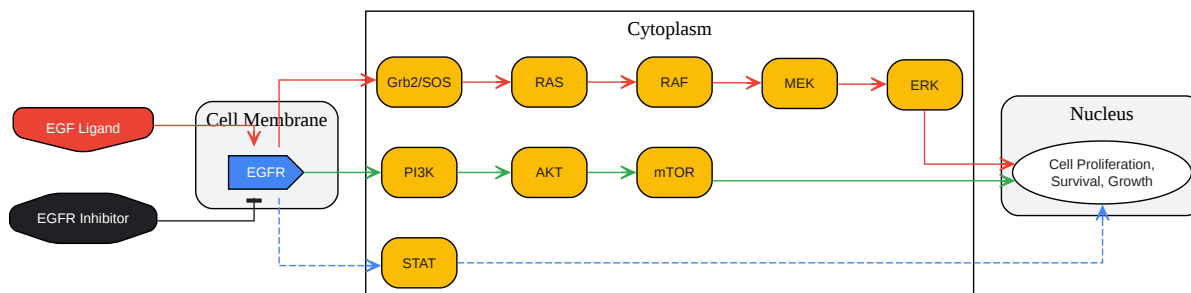 Cytoplasm
Grb2/SOS
RAS
RAF
MEK
ERK
Cell Membrane
EGF Ligand
EGFR
PI3K
AKT
mTOR
Nucleus
Cell Proliferation,
Survival, Growth
EGFR Inhibitor
STAT